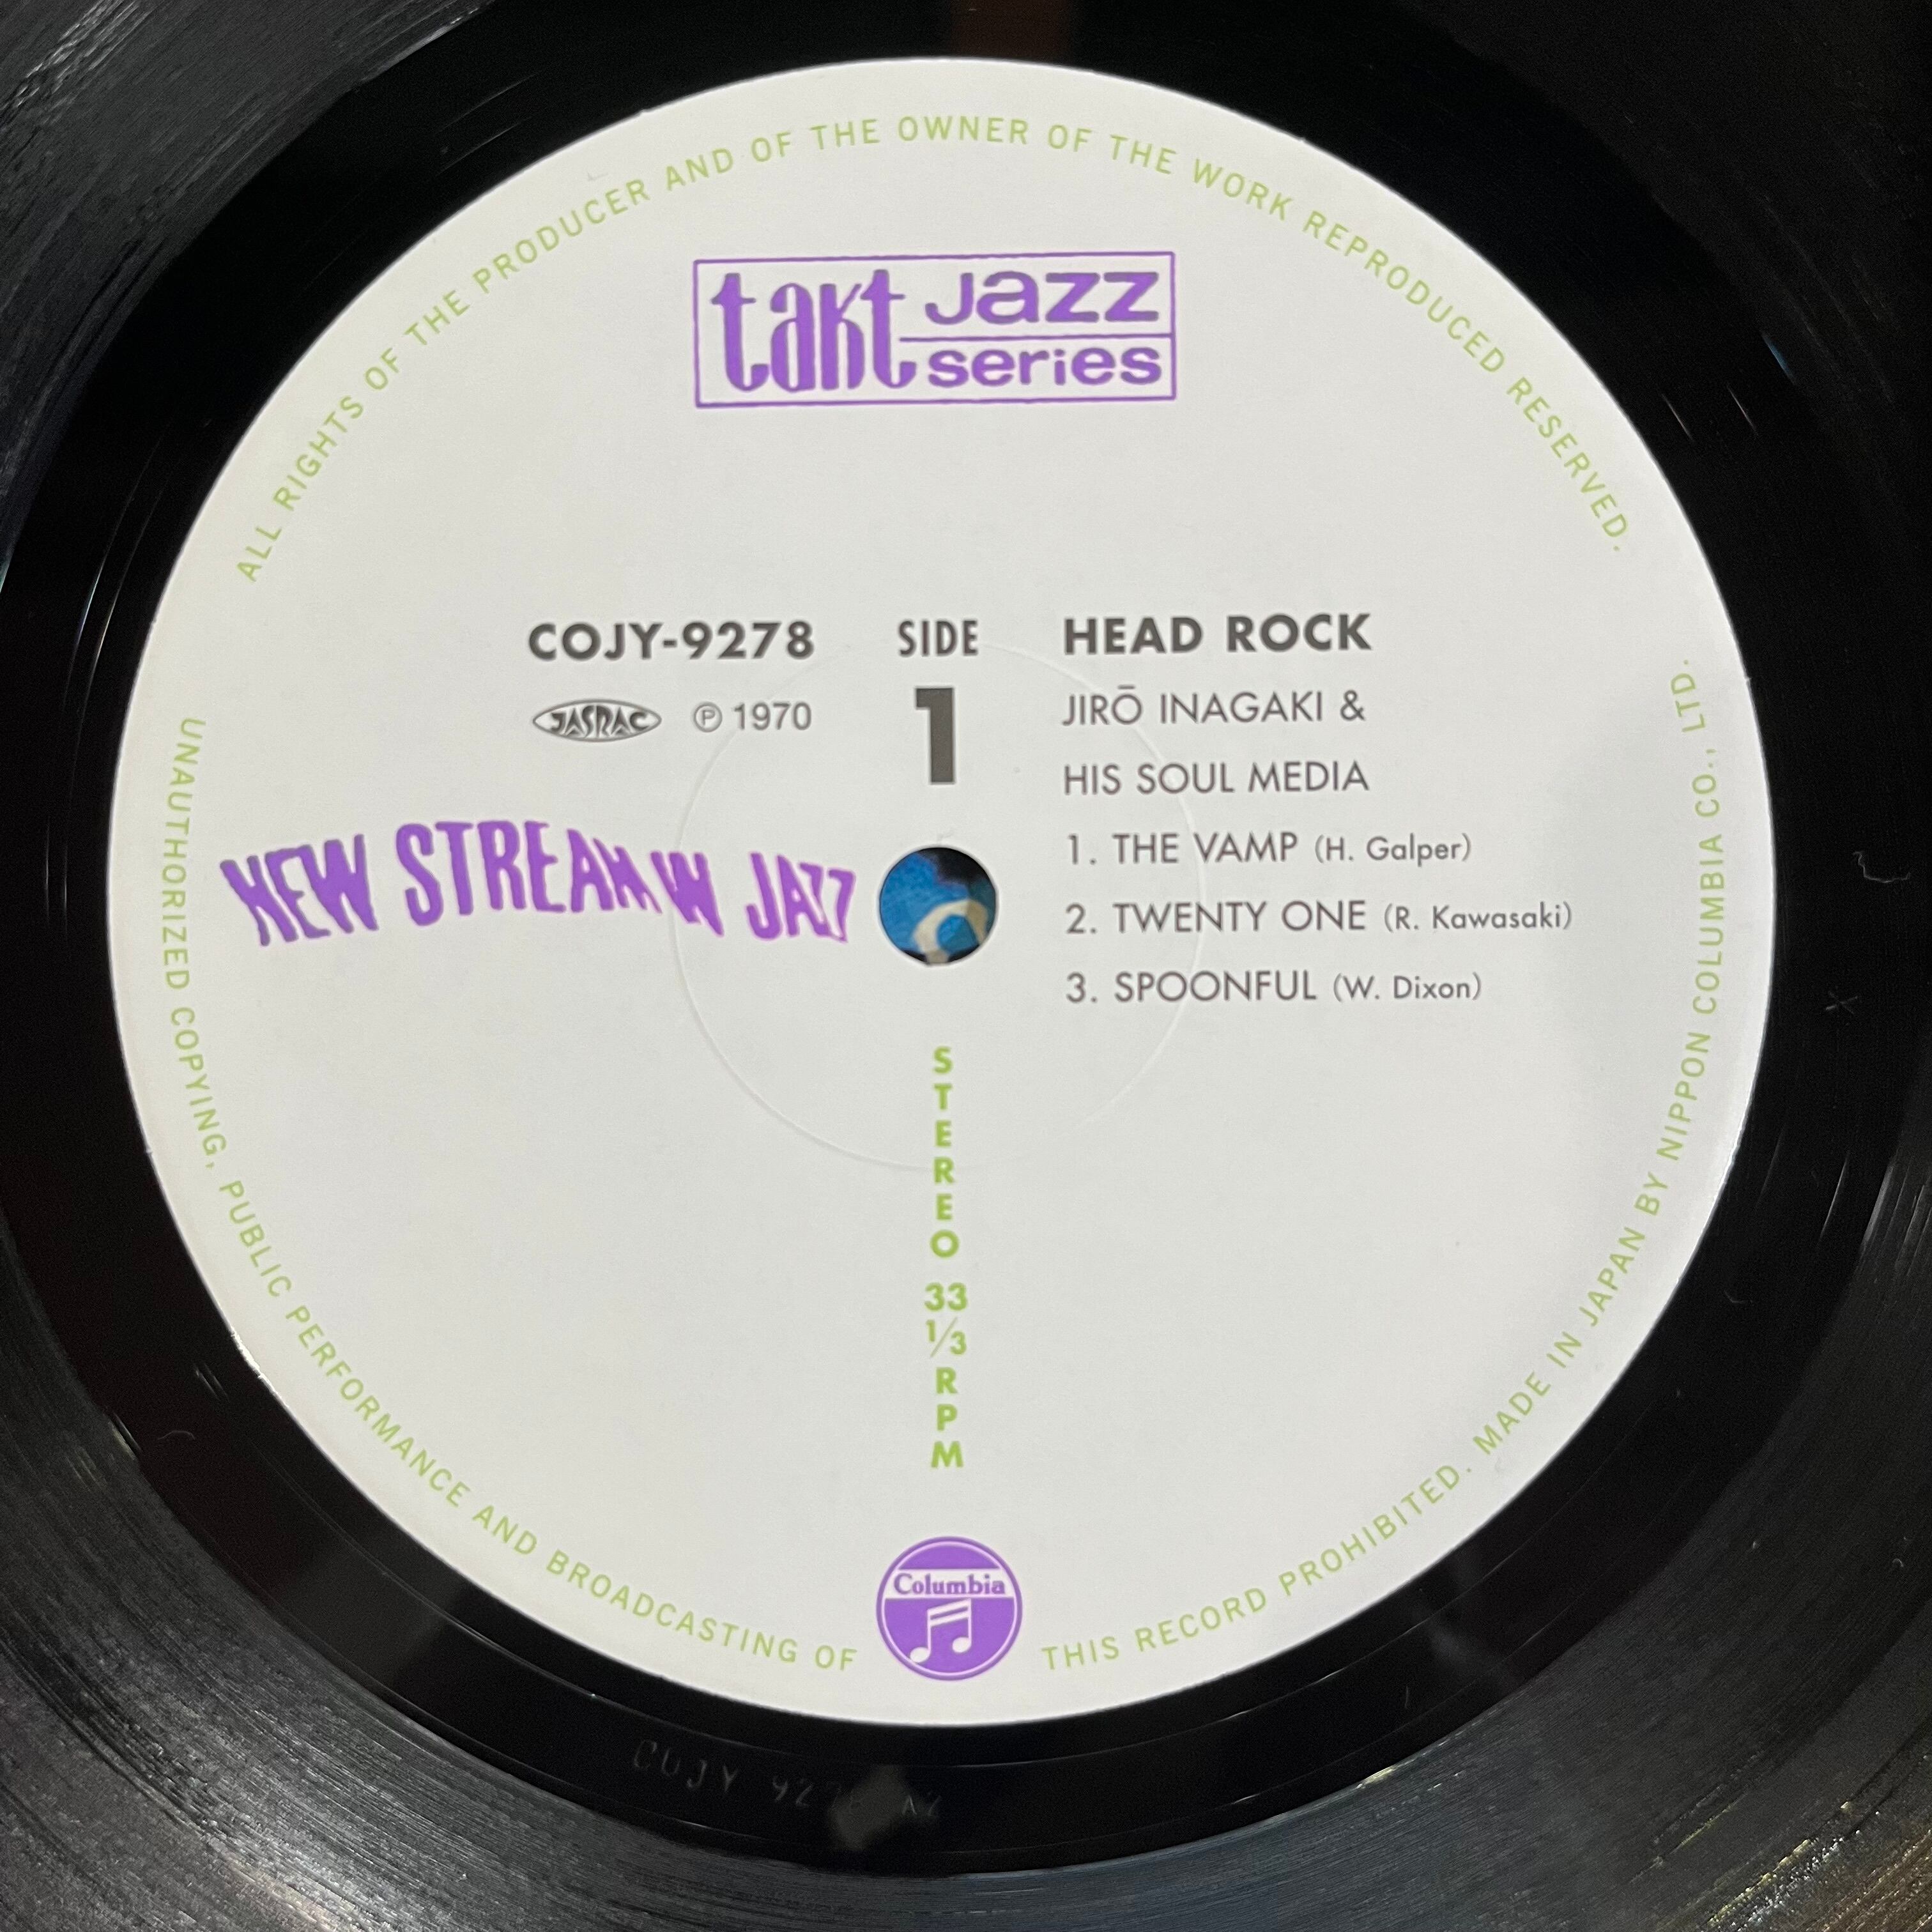 ALL RIGHTS OF THE PRODUCER AND OF THE OWNER OF THE WORK REPRODUCED RESERVED.
takt Jazz
series
COJY-9278
JASRAC ℗ 1970
SIDE
1
HEAD ROCK
JIRŌ INAGAKI &
HIS SOUL MEDIA
1. THE VAMP (H. Galper)
2. TWENTY ONE (R. Kawasaki)
3. SPOONFUL (W. Dixon)
NEW STREAM IN JAZZ
STEREO
33
1/3
RPM
Columbia
UNAUTHORIZED COPYING, PUBLIC PERFORMANCE AND BROADCASTING OF THIS RECORD PROHIBITED. MADE IN JAPAN BY NIPPON COLUMBIA CO., LTD.
COJY